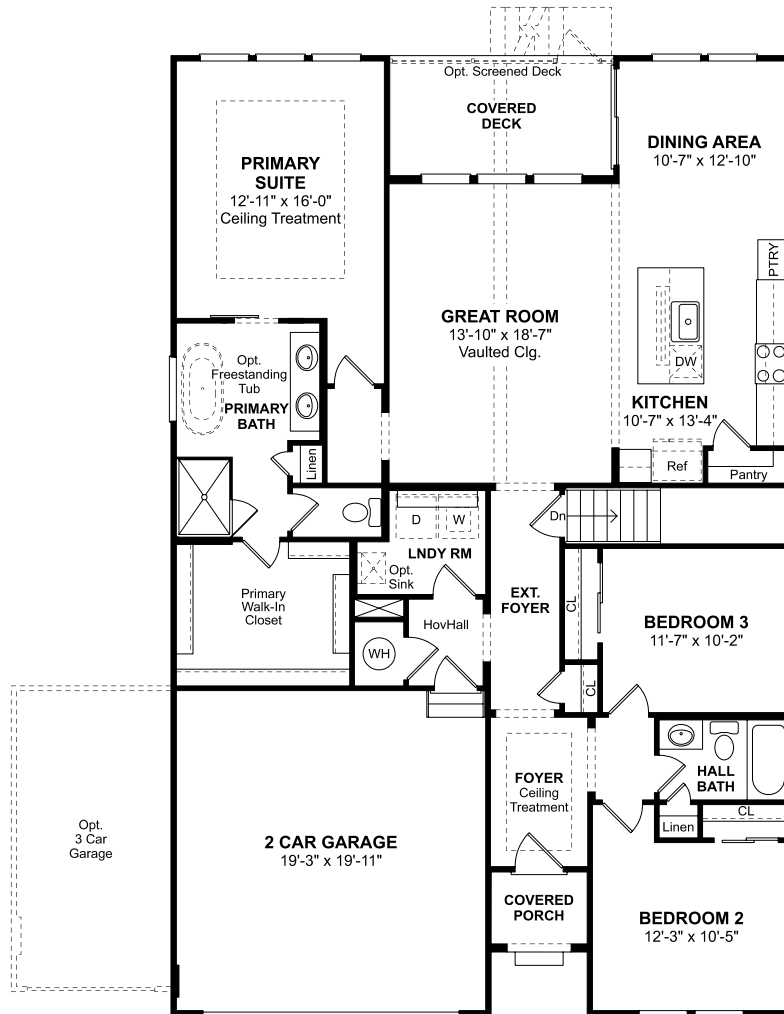 Opt. Screened Deck
COVERED
DECK
DINING AREA
10'-7" x 12'-10"
PRIMARY
SUITE
12'-11" x 16'-0"
Ceiling Treatment
PTRY
GREAT ROOM
13'-10" x 18'-7"
Vaulted Clg.
DW
Opt.
Freestanding
Tub
PRIMARY
BATH
KITCHEN
10'-7" x 13'-4"
Linen
Ref
Pantry
D
W
Dn
LNDY RM
Opt.
Sink
Primary
Walk-In
Closet
EXT.
FOYER
CL
HovHall
BEDROOM 3
11'-7" x 10'-2"
WH
CL
HALL
BATH
FOYER
Ceiling
Treatment
CL
Linen
Opt.
3 Car
Garage
2 CAR GARAGE
19'-3" x 19'-11"
COVERED
PORCH
BEDROOM 2
12'-3" x 10'-5"